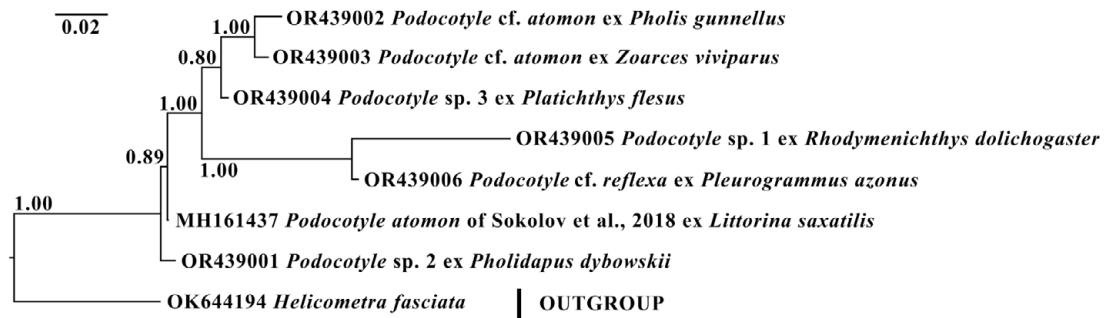 0.02
1.00
OR439002 Podocotyle cf. atomon ex Pholis gunnellus
0.80
OR439003 Podocotyle cf. atomon ex Zoarces viviparus
1.00
OR439004 Podocotyle sp. 3 ex Platichthys flesus
OR439005 Podocotyle sp. 1 ex Rhodymenichthys dolichogaster
0.89
1.00
OR439006 Podocotyle cf. reflexa ex Pleurogrammus azonus
1.00
MH161437 Podocotyle atomon of Sokolov et al., 2018 ex Littorina saxatilis
OR439001 Podocotyle sp. 2 ex Pholidapus dybowskii
OK644194 Helicometra fasciata
OUTGROUP